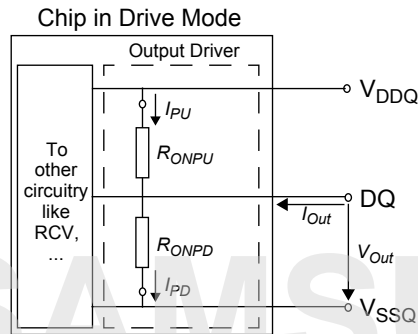 Chip in Drive Mode
Output Driver
To
other
circuitry
like
RCV,
...
IPU
RONPU
RONPD
IPD
VDDQ
DQ
IOut
VOut
VSSQ
SAMSU